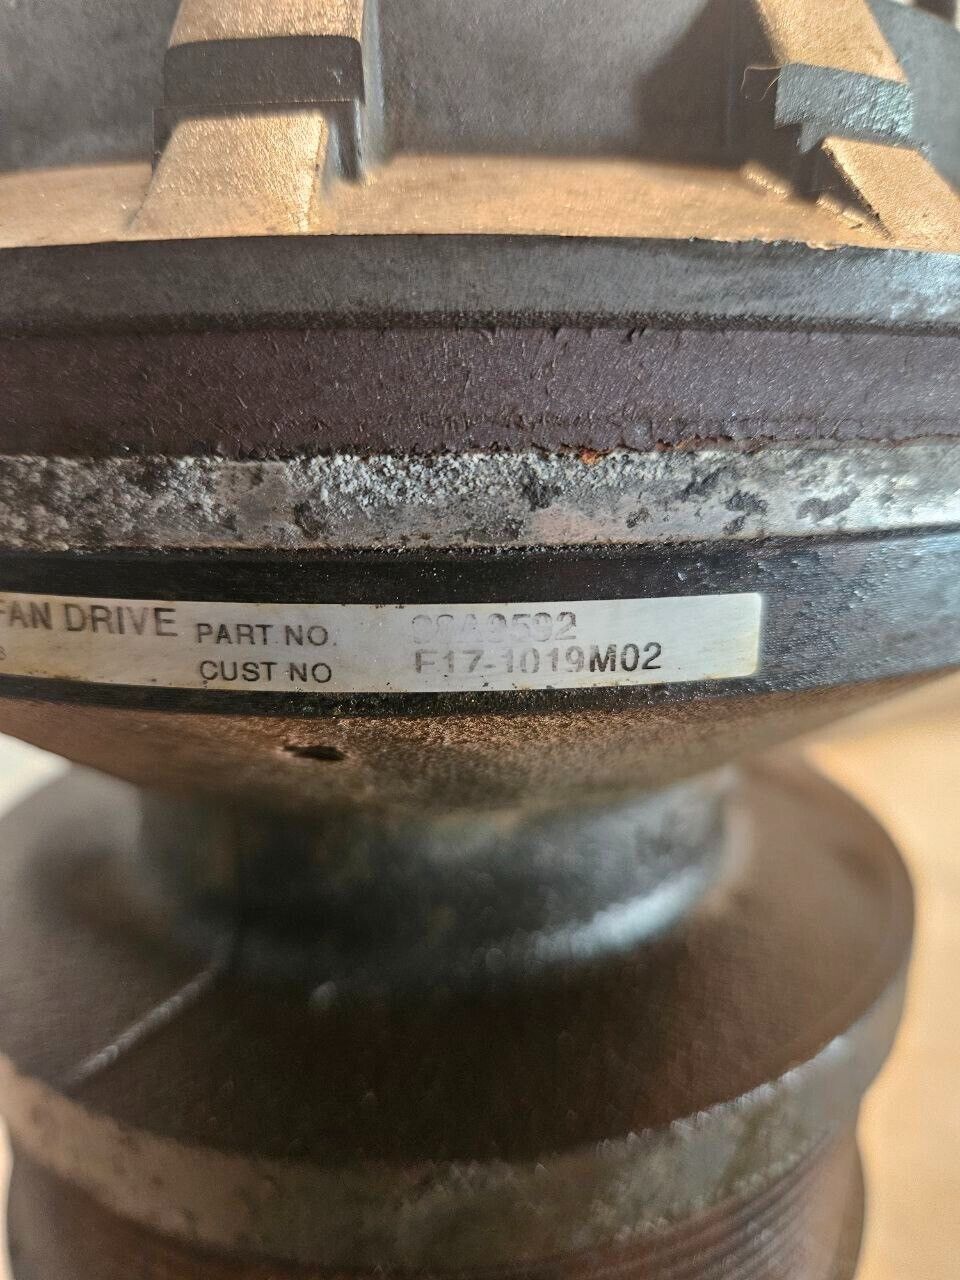 FAN DRIVE PART NO.
CUST NO F17-1019M02